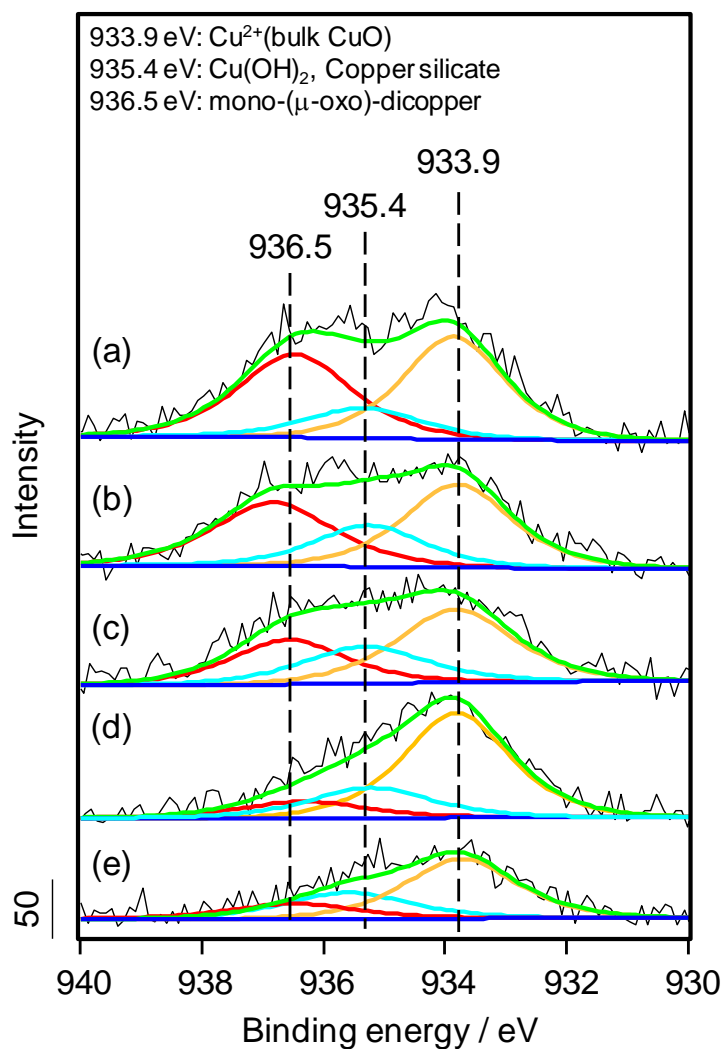 933.9 eV: Cu²⁺(bulk CuO)
935.4 eV: Cu(OH)₂, Copper silicate
936.5 eV: mono-(μ-oxo)-dicopper
933.9
935.4
936.5
(a)
(b)
(c)
(d)
(e)
Intensity
50
940 938 936 934 932 930
Binding energy / eV